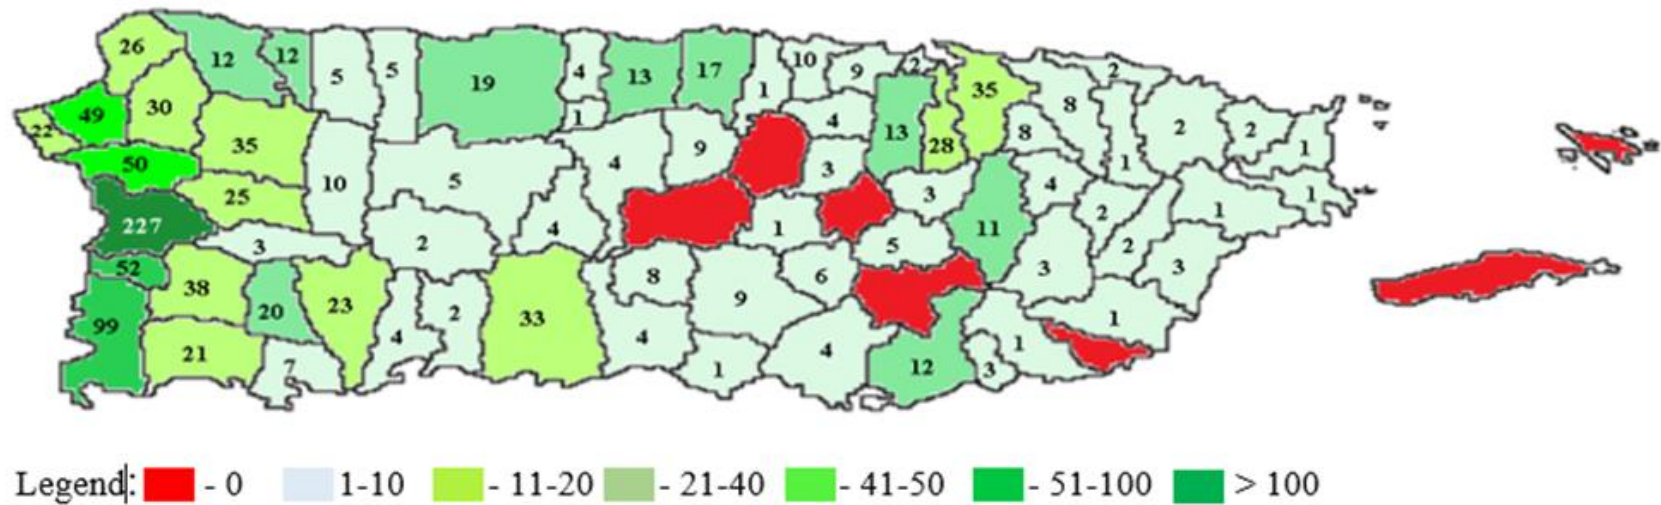 26 12 12 5 5 19 4 13 17 1 10 9 2 35 2
49 30 22 35 1 4 13 28 8 8 2 2 1
50 25 10 5 4 9 3 3 4 1 1
227 3 2 4 1 5 11 2 2 1
52 38 20 23 8 9 6 3 3
99 21 7 4 2 33 4 1 4 12 3 1 1
Legend: - 0 1-10 - 11-20 - 21-40 - 41-50 - 51-100 > 100